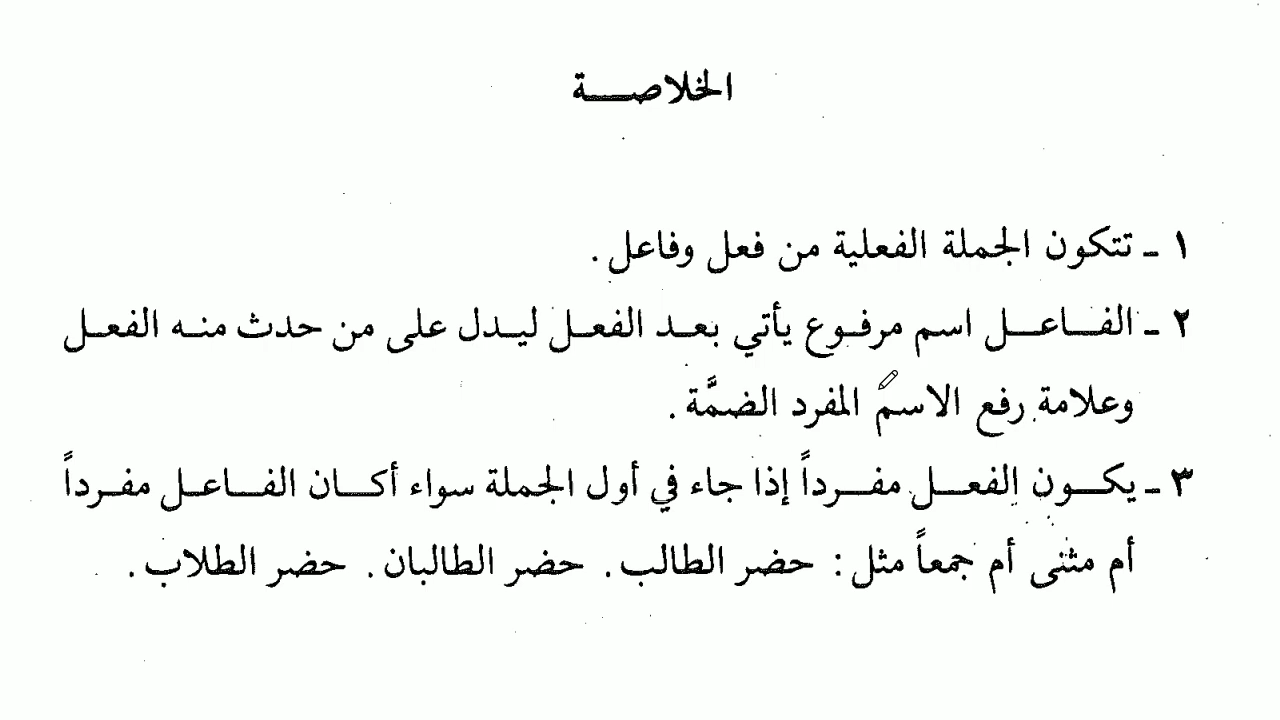 الخلاصة
١ ـ تتكون الجملة الفعلية من فعل وفاعل.
٢ ـ الفاعل اسم مرفوع يأتي بعد الفعل ليدل على من حدث منه الفعل
وعلامة رفع الاسم المفرد الضمَّة.
٣ ـ يكون الفعل مفرداً إذا جاء في أول الجملة سواء أكان الفاعل مفرداً
أم مثنى أم جمعاً مثل: حضر الطالب. حضر الطالبان. حضر الطلاب.